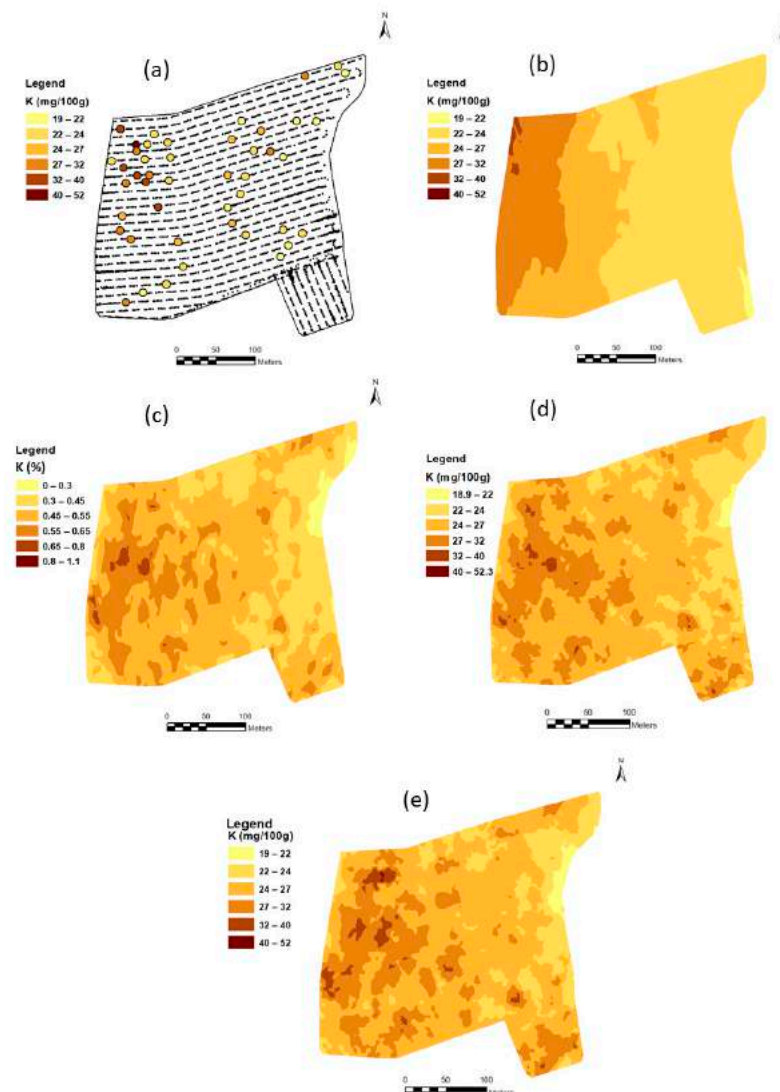 N
(a)
Legend
K (mg/100g)
19 – 22
22 – 24
24 – 27
27 – 32
32 – 40
40 – 52
0 50 100
Meters
(b)
Legend
K (mg/100g)
19 – 22
22 – 24
24 – 27
27 – 32
32 – 40
40 – 52
0 50 100
Meters
N
(c)
Legend
K (%)
0 – 0.3
0.3 – 0.45
0.45 – 0.55
0.55 – 0.65
0.65 – 0.8
0.8 – 1.1
0 50 100
Meters
(d)
Legend
K (mg/100g)
18.9 – 22
22 – 24
24 – 27
27 – 32
32 – 40
40 – 52.3
0 50 100
Meters
N
(e)
Legend
K (mg/100g)
19 – 22
22 – 24
24 – 27
27 – 32
32 – 40
40 – 52
0 50 100
Meters